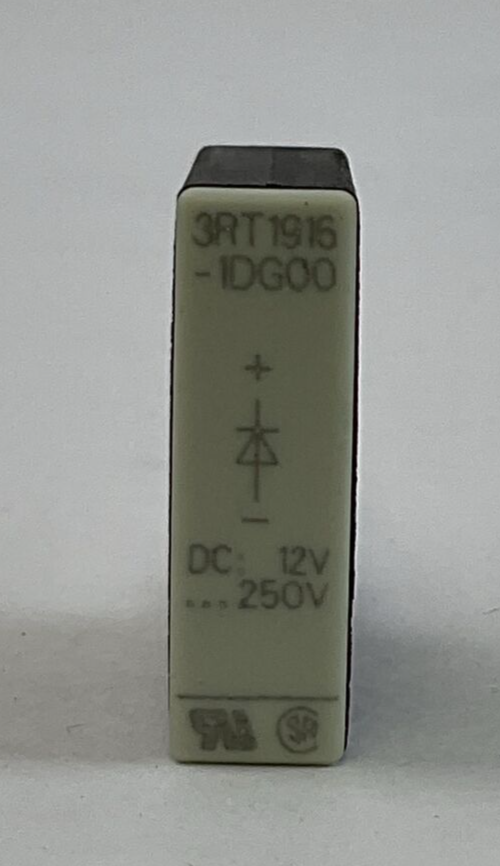 3RT1916
-1DG00
+
−
DC: 12V
...250V